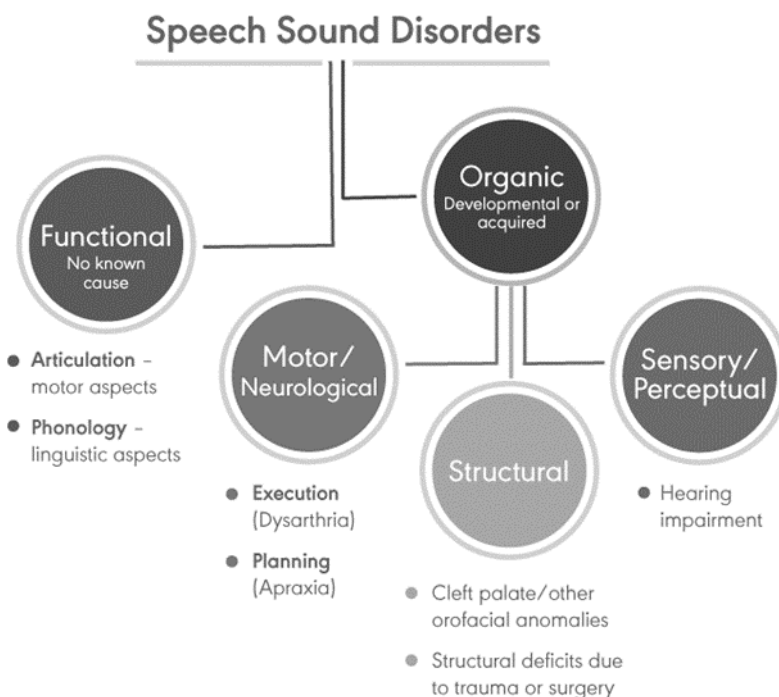 Speech Sound Disorders
Organic
Developmental or
acquired
Functional
No known
cause
● Articulation –
motor aspects
● Phonology –
linguistic aspects
Motor/
Neurological
● Execution
(Dysarthria)
● Planning
(Apraxia)
Structural
● Cleft palate/other
orofacial anomalies
● Structural deficits due
to trauma or surgery
Sensory/
Perceptual
● Hearing
impairment